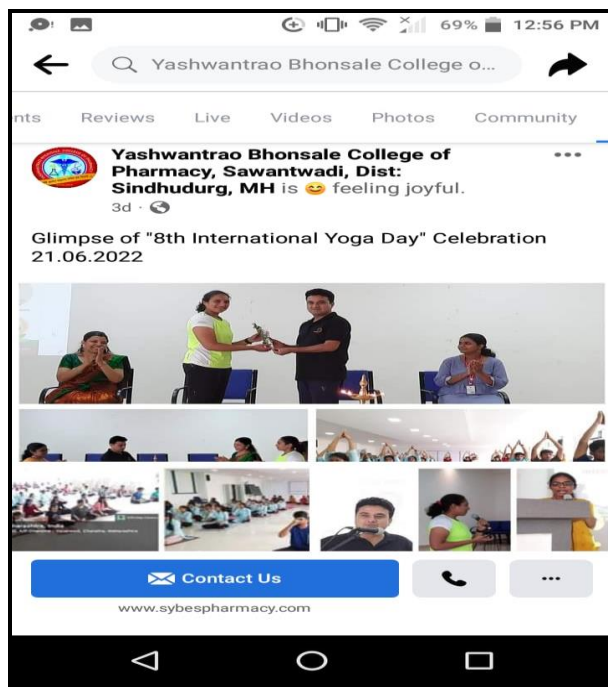 69% 12:56 PM
Yashwantrao Bhonsale College o...
nts Reviews Live Videos Photos Community
Yashwantrao Bhonsale College of
Pharmacy, Sawantwadi, Dist:
Sindhudurg, MH is 😊 feeling joyful.
3d ·
Glimpse of "8th International Yoga Day" Celebration
21.06.2022
Contact Us
www.sybespharmacy.com